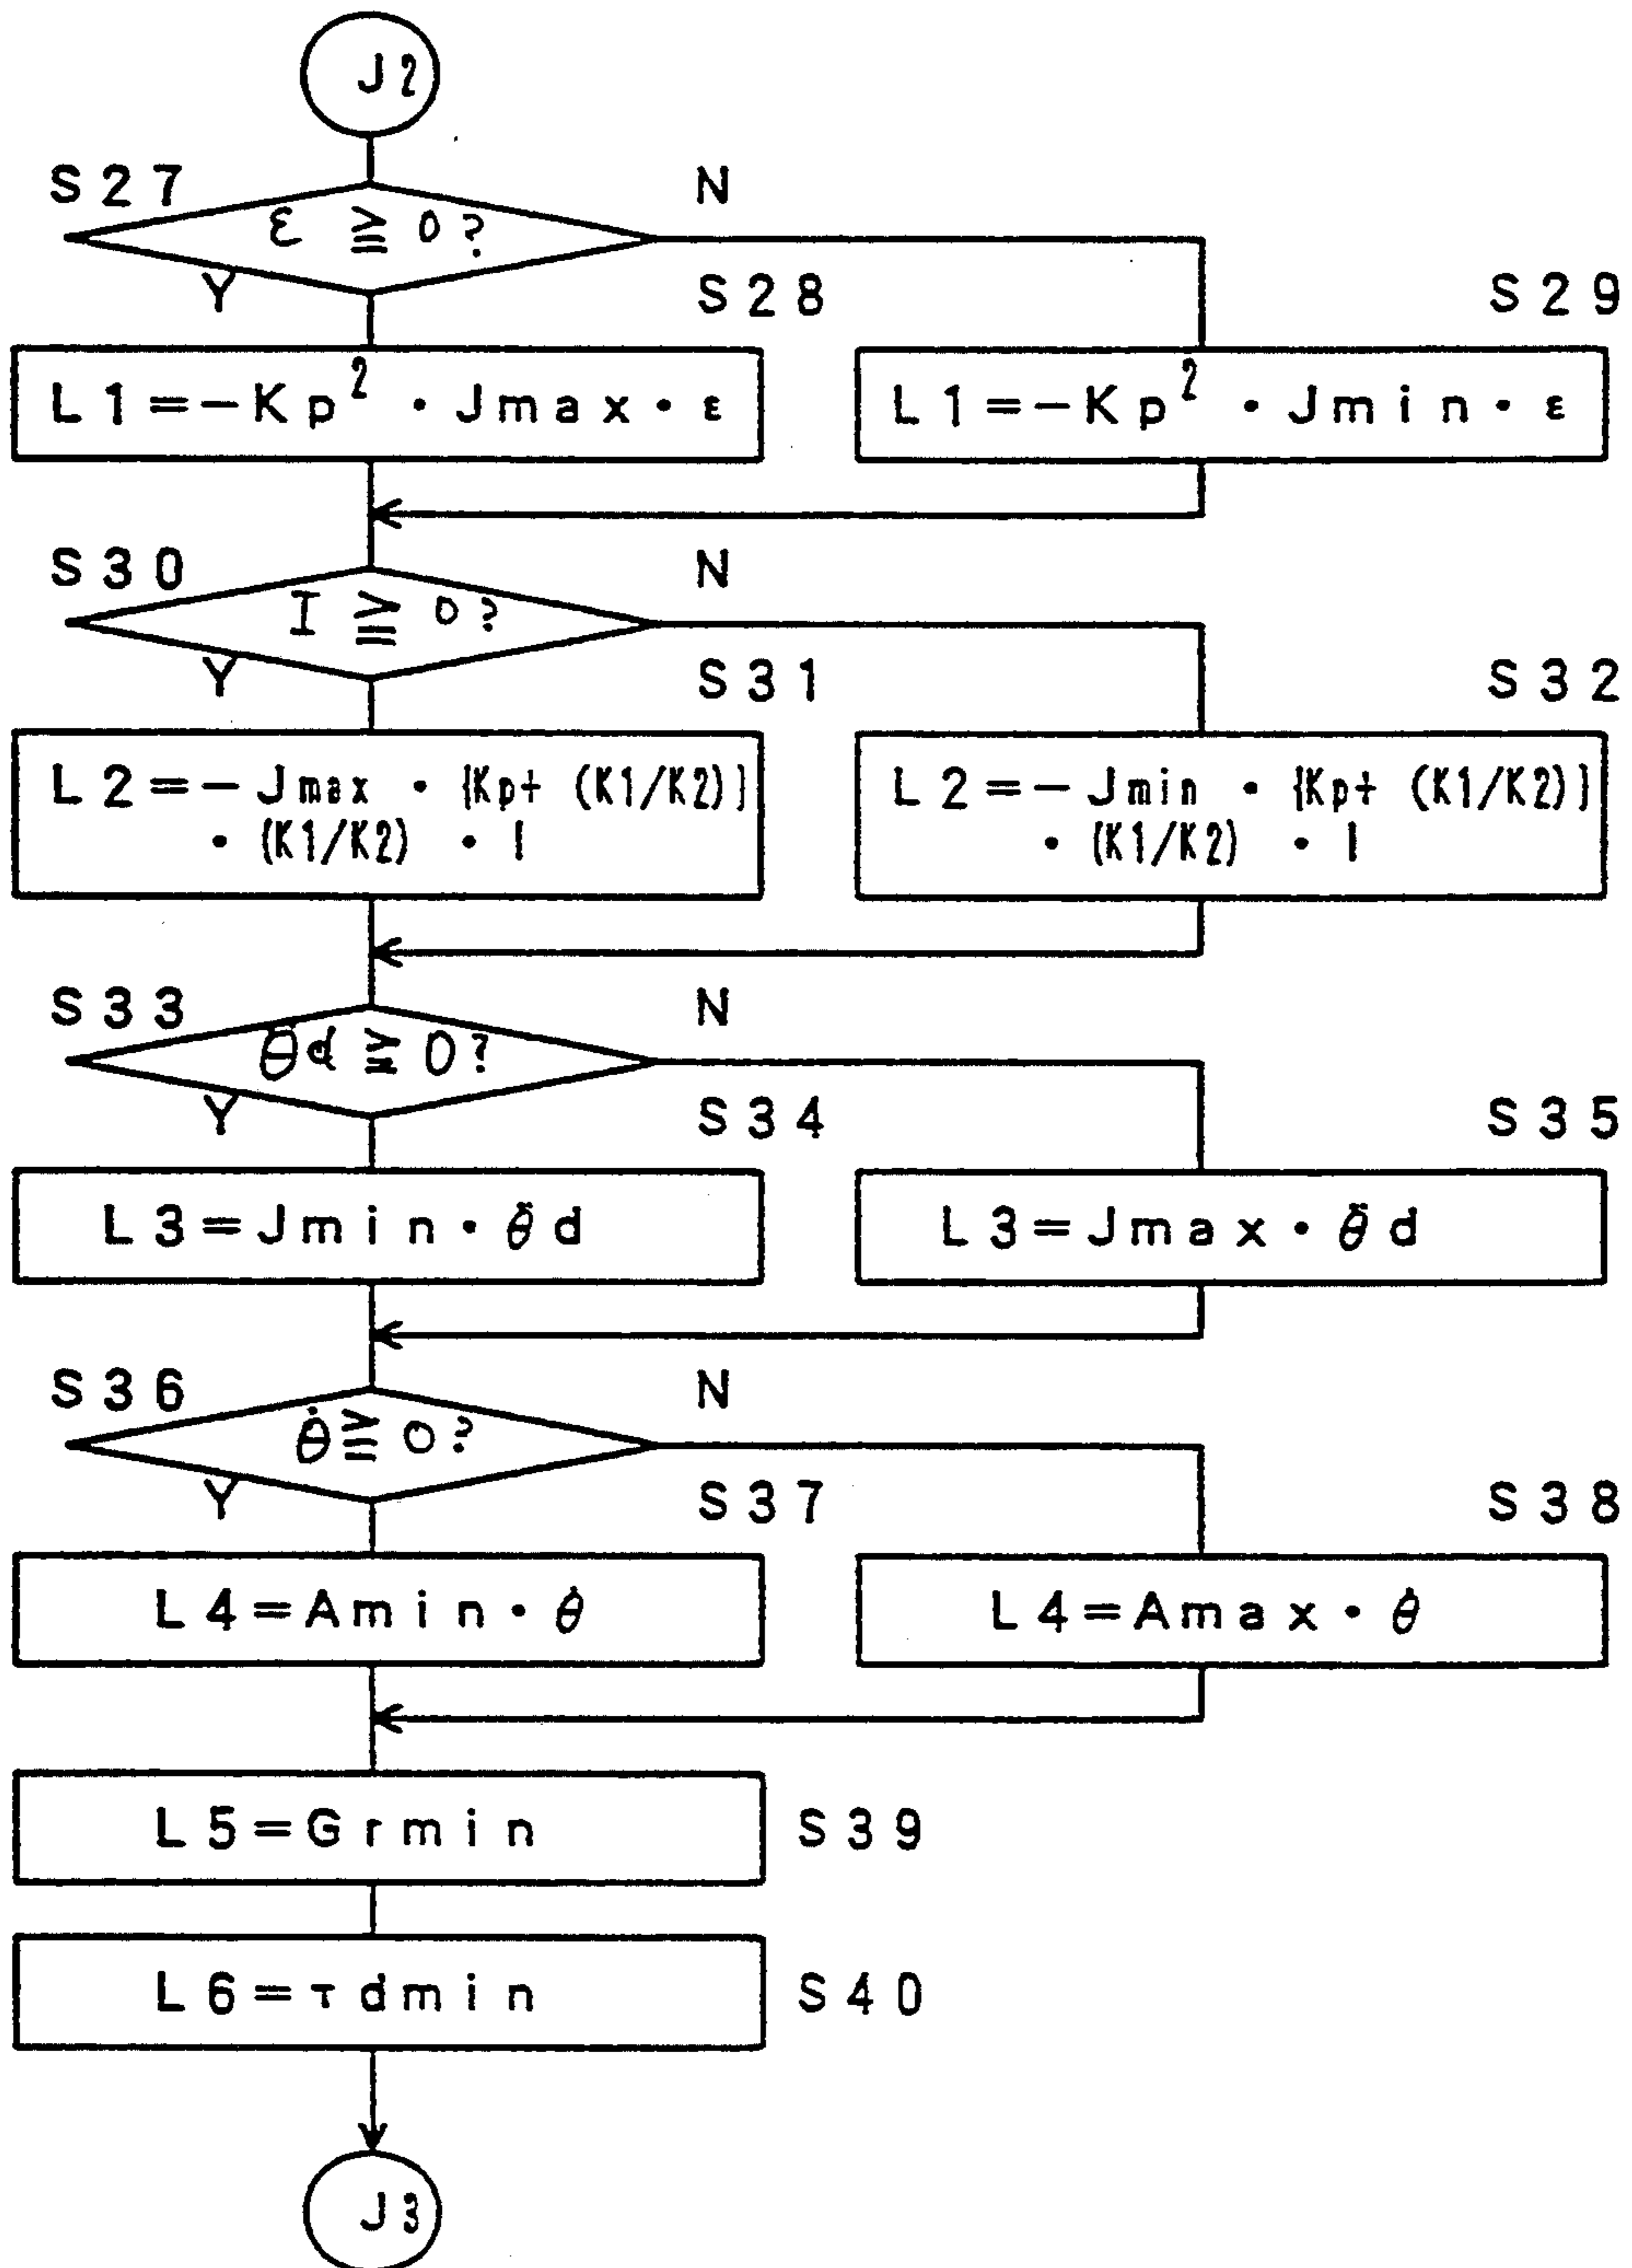 J2
S27
ε ≧ 0?
N
Y
S28
S29
L1=-Kp²・Jmax・ε
L1=-Kp²・Jmin・ε
S30
I ≧ 0?
N
Y
S31
S32
L2=-Jmax・{Kp+(K1/K2)}
・(K1/K2)・I
L2=-Jmin・{Kp+(K1/K2)}
・(K1/K2)・I
S33
θ̈d ≧ 0?
N
Y
S34
S35
L3=Jmin・θ̈d
L3=Jmax・θ̈d
S36
θ̇ ≧ 0?
N
Y
S37
S38
L4=Amin・θ̇
L4=Amax・θ̇
L5=Grmin
S39
L6=τdmin
S40
J3